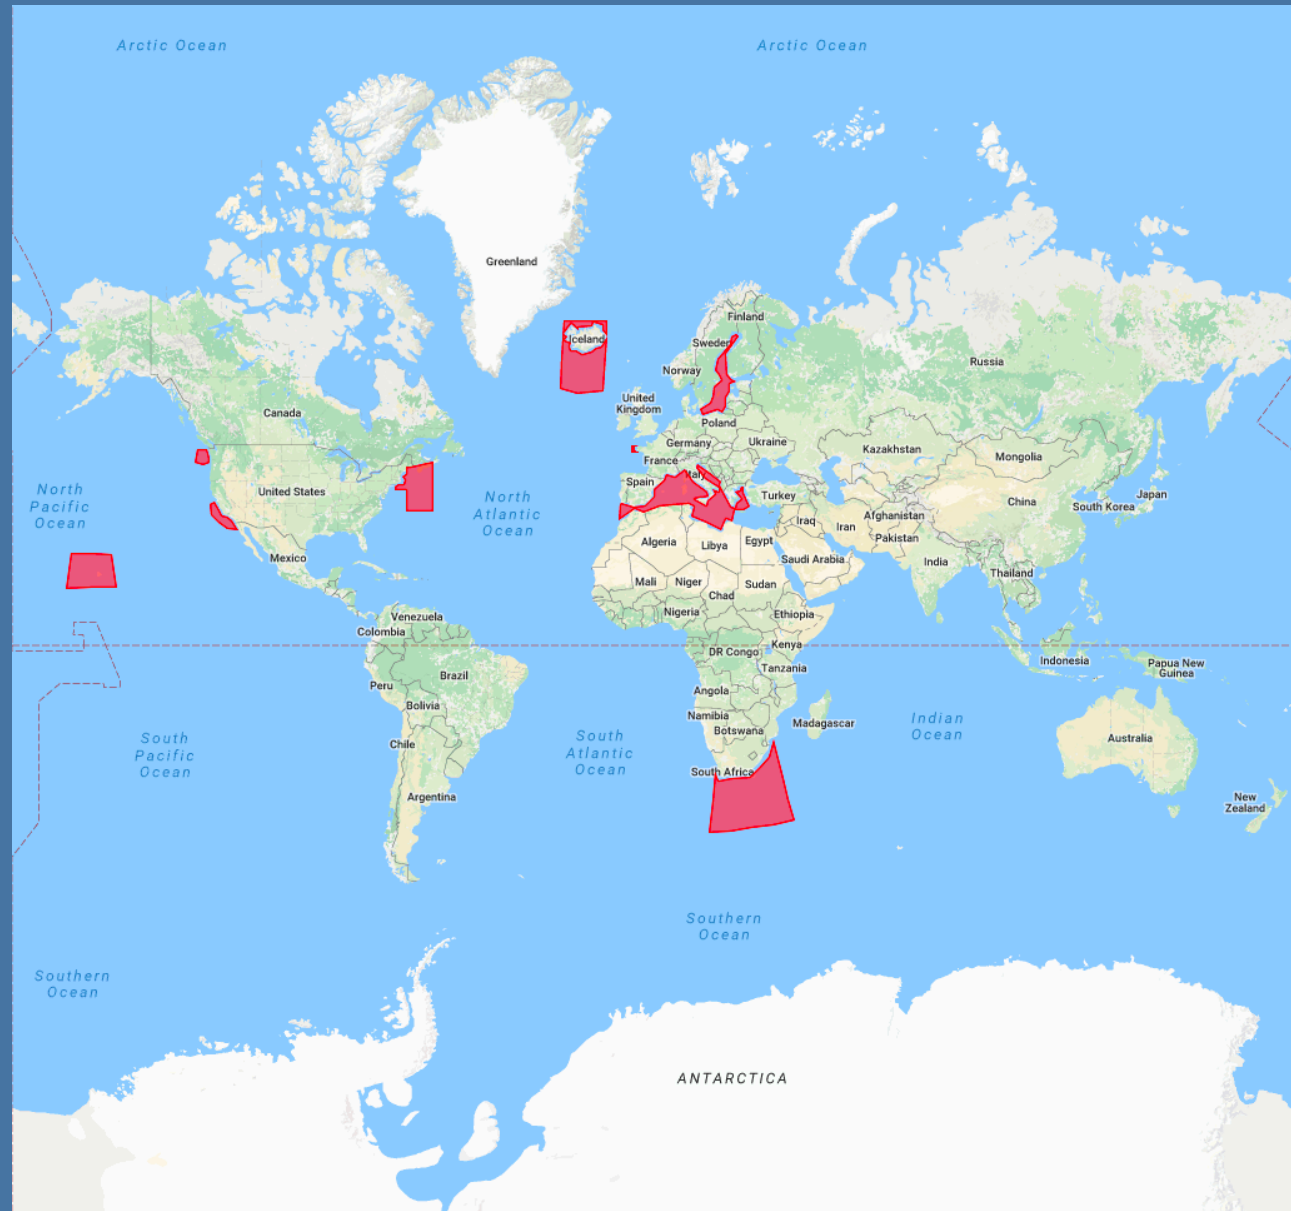 Arctic Ocean
Arctic Ocean
Greenland
Iceland
Finland
Sweden
Norway
Russia
United
Kingdom
Canada
Poland
Germany
Ukraine
Kazakhstan
Mongolia
France
Italy
Spain
Turkey
North
Pacific
Ocean
United States
North
Atlantic
Ocean
China
Japan
South Korea
Iraq
Iran
Afghanistan
Pakistan
Algeria
Libya
Egypt
Saudi Arabia
India
Mexico
Thailand
Mali
Niger
Chad
Sudan
Nigeria
Ethiopia
Venezuela
Colombia
DR Congo
Kenya
Tanzania
Indonesia
Papua New
Guinea
Brazil
Peru
Bolivia
Angola
Namibia
Botswana
Madagascar
Indian
Ocean
Australia
South
Pacific
Ocean
Chile
South
Atlantic
Ocean
South Africa
Argentina
New
Zealand
Southern
Ocean
Southern
Ocean
ANTARCTICA